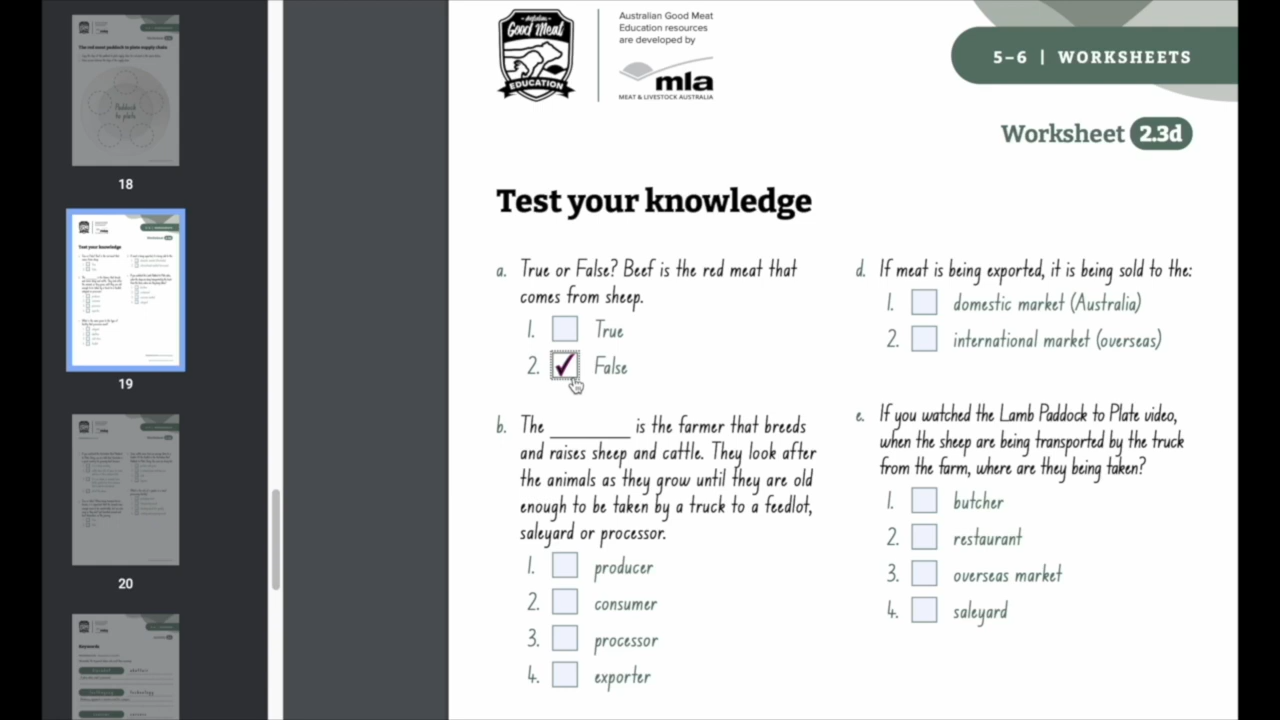 Paddock
to plate
18
Test your knowledge
19
20
Keywords
Australian
Good Meat
EDUCATION
Australian Good Meat
Education resources
are developed by
mla
MEAT & LIVESTOCK AUSTRALIA
5–6 | WORKSHEETS
Worksheet 2.3d
Test your knowledge
a. True or False? Beef is the red meat that
comes from sheep.
1. True
2. False
b. The ________ is the farmer that breeds
and raises sheep and cattle. They look after
the animals as they grow until they are old
enough to be taken by a truck to a feedlot,
saleyard or processor.
1. producer
2. consumer
3. processor
4. exporter
d. If meat is being exported, it is being sold to the:
1. domestic market (Australia)
2. international market (overseas)
e. If you watched the Lamb Paddock to Plate video,
when the sheep are being transported by the truck
from the farm, where are they being taken?
1. butcher
2. restaurant
3. overseas market
4. saleyard